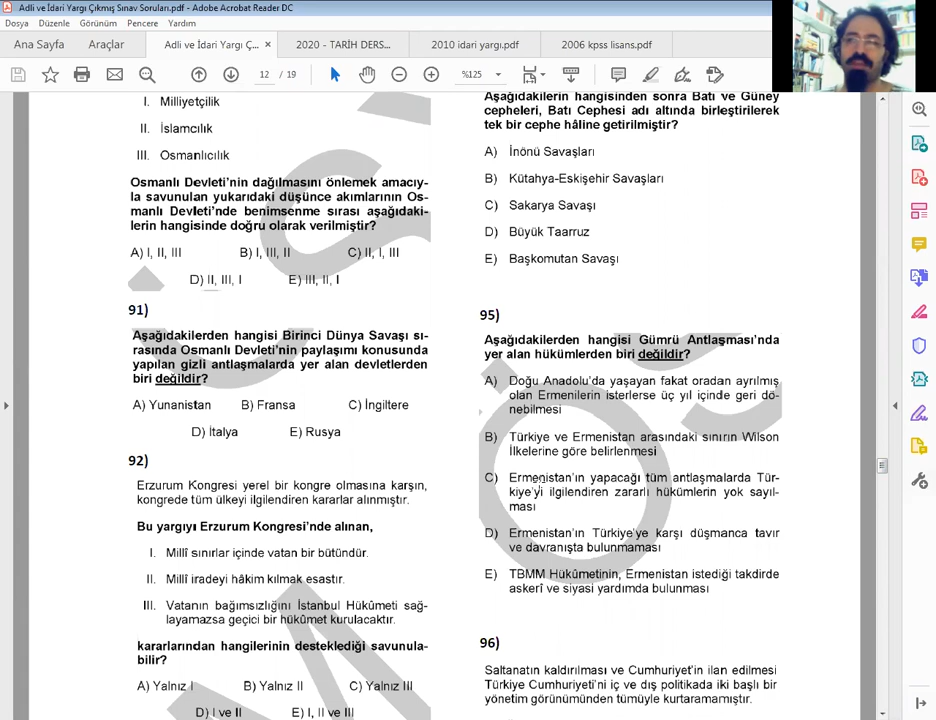 Adli ve İdari Yargı Çıkmış Sınav Soruları.pdf - Adobe Acrobat Reader DC
Dosya Düzenle Görünüm Pencere Yardım
Ana Sayfa Araçlar Adli ve İdari Yargı Ç... × 2020 - TARİH DERS... 2010 idari yargı.pdf 2006 kpss lisans.pdf
12 / 19 %125
I. Milliyetçilik
II. İslamcılık
III. Osmanlıcılık
Osmanlı Devleti'nin dağılmasını önlemek amacıy-
la savunulan yukarıdaki düşünce akımlarının Os-
manlı Devleti'nde benimsenme sırası aşağıdaki-
lerin hangisinde doğru olarak verilmiştir?
A) I, II, III B) I, III, II C) II, I, III
D) II, III, I E) III, II, I
91)
Aşağıdakilerden hangisi Birinci Dünya Savaşı sı-
rasında Osmanlı Devleti'nin paylaşımı konusunda
yapılan gizli antlaşmalarda yer alan devletlerden
biri değildir?
A) Yunanistan B) Fransa C) İngiltere
D) İtalya E) Rusya
92)
Erzurum Kongresi yerel bir kongre olmasına karşın,
kongrede tüm ülkeyi ilgilendiren kararlar alınmıştır.
Bu yargıyı Erzurum Kongresi'nde alınan,
I. Millî sınırlar içinde vatan bir bütündür.
II. Millî iradeyi hâkim kılmak esastır.
III. Vatanın bağımsızlığını İstanbul Hükûmeti sağ-
layamazsa geçici bir hükûmet kurulacaktır.
kararlarından hangilerinin desteklediği savunula-
bilir?
A) Yalnız I B) Yalnız II C) Yalnız III
D) I ve II E) I, II ve III
Aşağıdakilerin hangisinden sonra Batı ve Güney
cepheleri, Batı Cephesi adı altında birleştirilerek
tek bir cephe hâline getirilmiştir?
A) İnönü Savaşları
B) Kütahya-Eskişehir Savaşları
C) Sakarya Savaşı
D) Büyük Taarruz
E) Başkomutan Savaşı
95)
Aşağıdakilerden hangisi Gümrü Antlaşması'nda
yer alan hükümlerden biri değildir?
A) Doğu Anadolu'da yaşayan fakat oradan ayrılmış
olan Ermenilerin isterlerse üç yıl içinde geri dö-
nebilmesi
B) Türkiye ve Ermenistan arasındaki sınırın Wilson
İlkelerine göre belirlenmesi
C) Ermenistan'ın yapacağı tüm antlaşmalarda Tür-
kiye'yi ilgilendiren zararlı hükümlerin yok sayıl-
ması
D) Ermenistan'ın Türkiye'ye karşı düşmanca tavır
ve davranışta bulunmaması
E) TBMM Hükûmetinin, Ermenistan istediği takdirde
askerî ve siyasi yardımda bulunması
96)
Saltanatın kaldırılması ve Cumhuriyet'in ilan edilmesi
Türkiye Cumhuriyeti'ni iç ve dış politikada iki başlı bir
yönetim görünümünden tümüyle kurtaramamıştır.